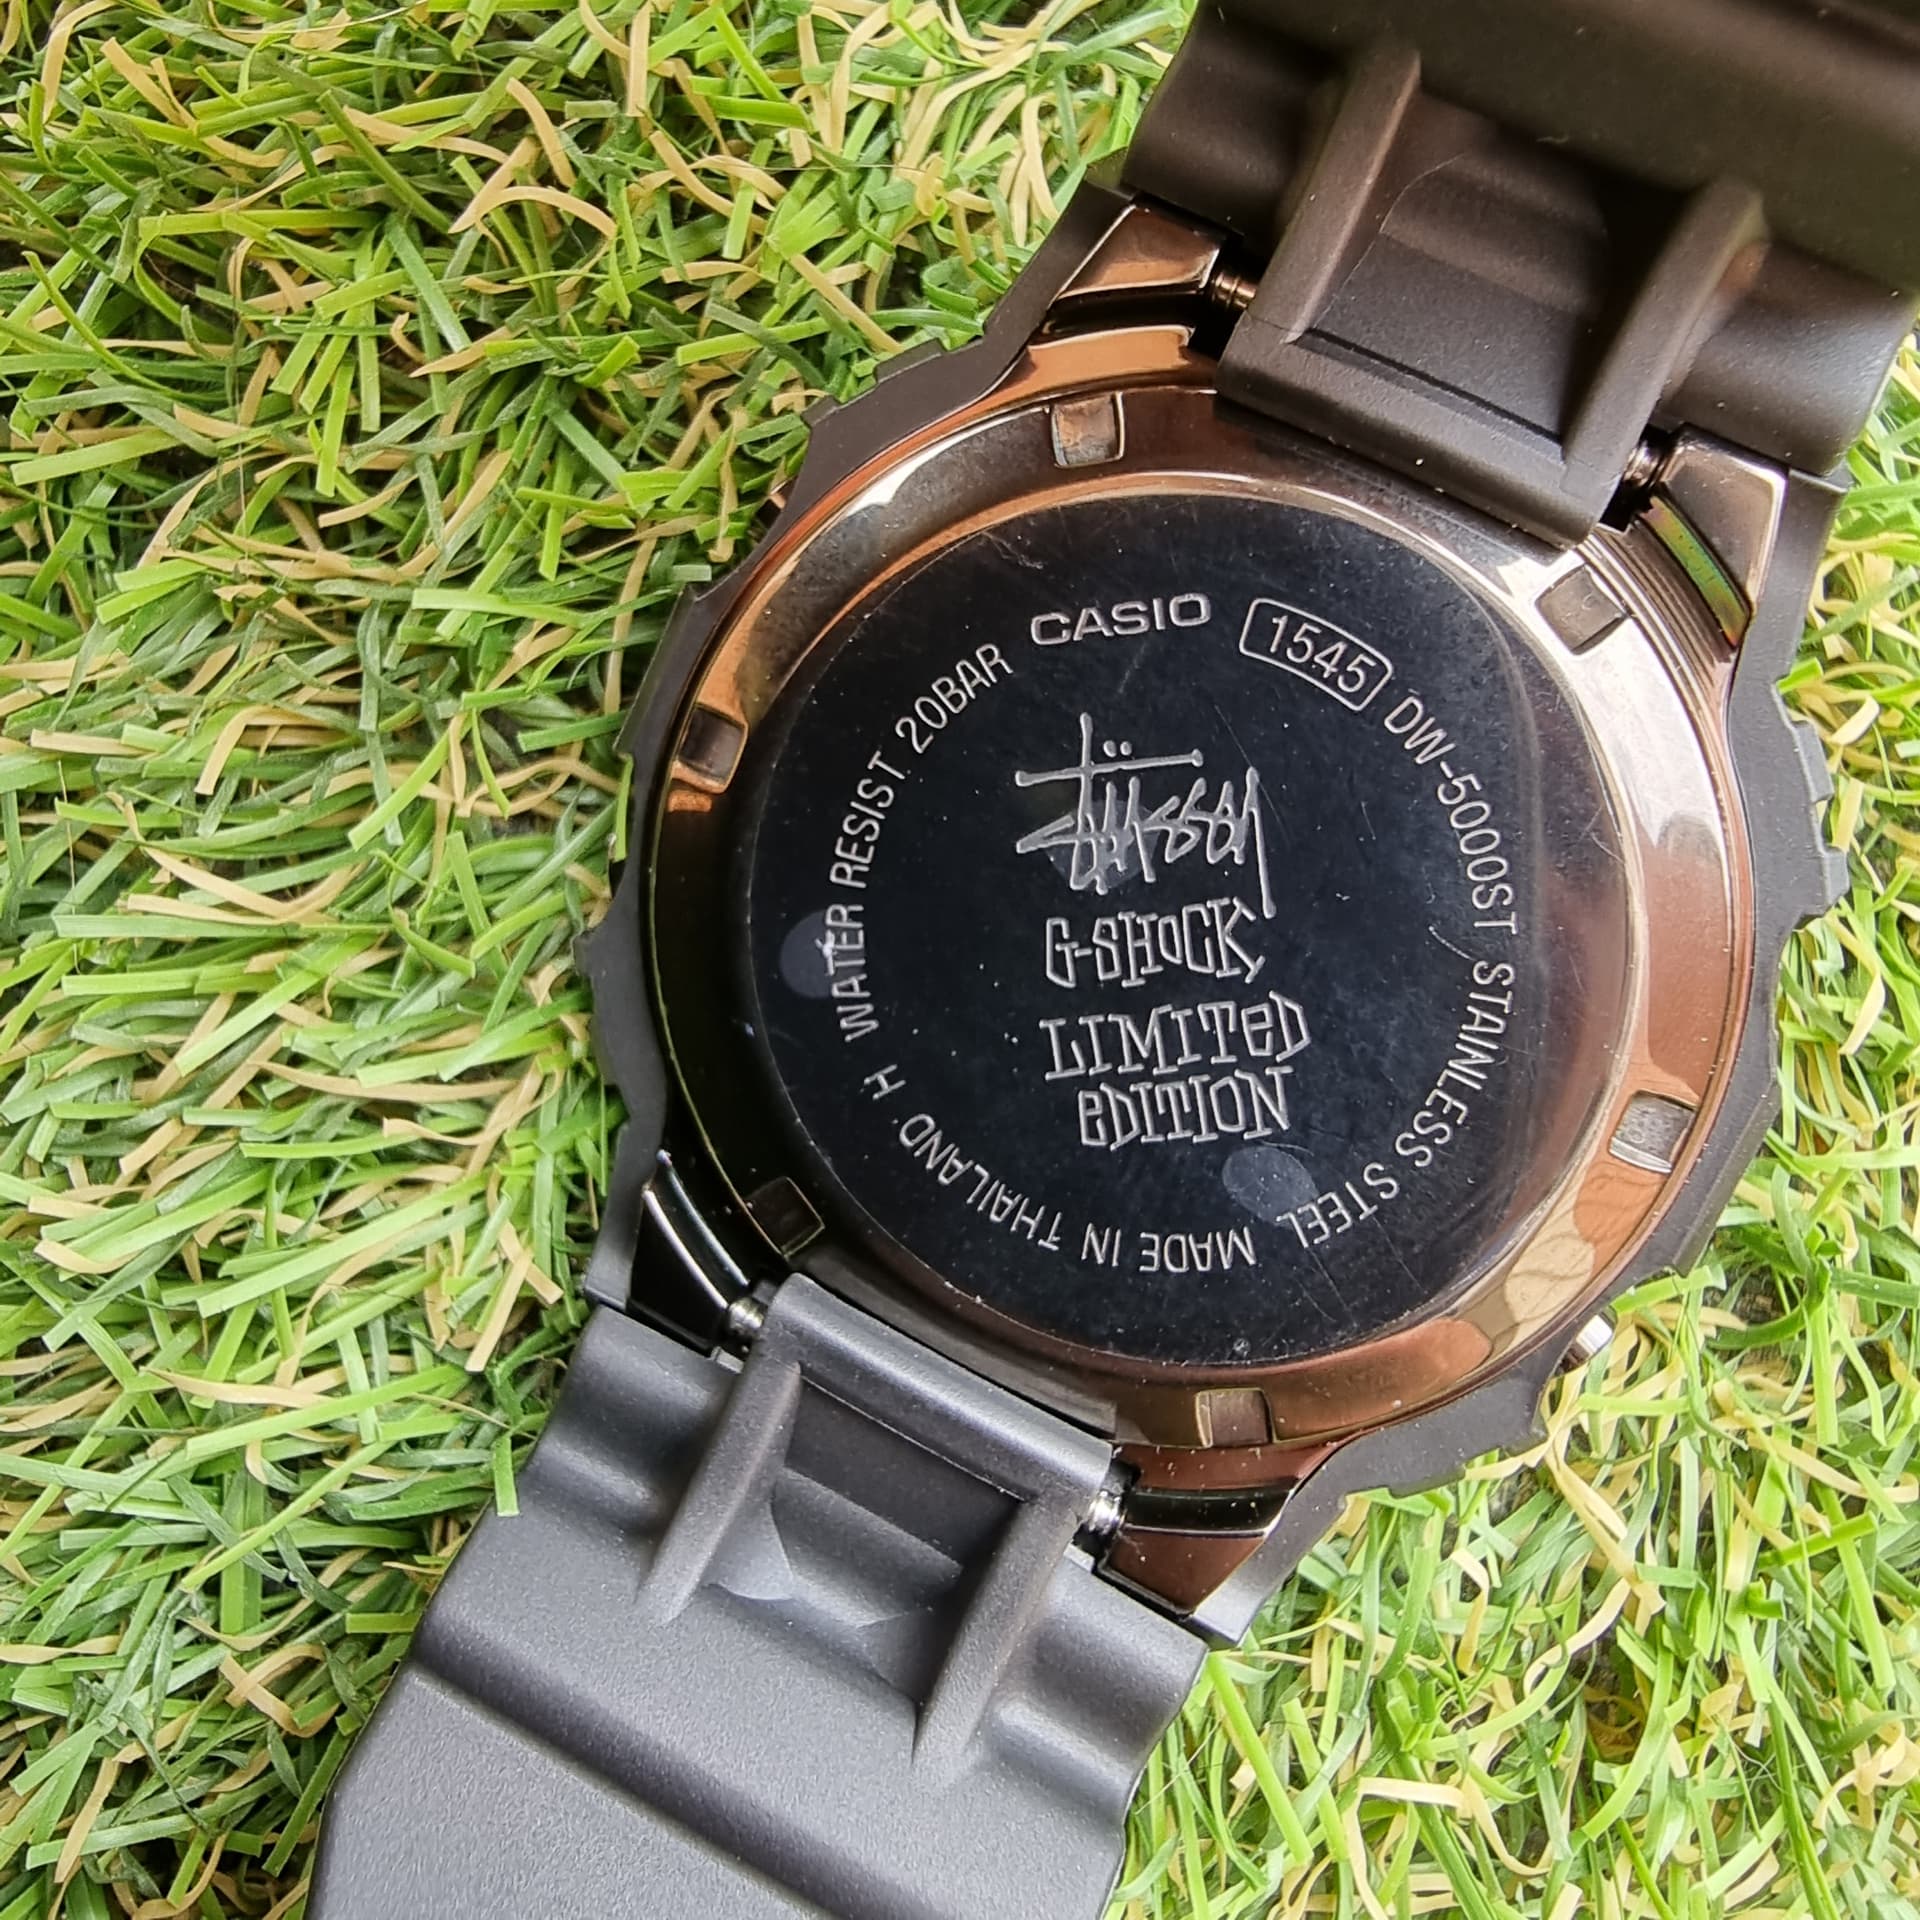 CASIO 1545 DW-5000ST STAINLESS STEEL MADE IN THAILAND H WATER RESIST 20BAR
Stüssy
G-SHOCK
LIMITED
eDITION